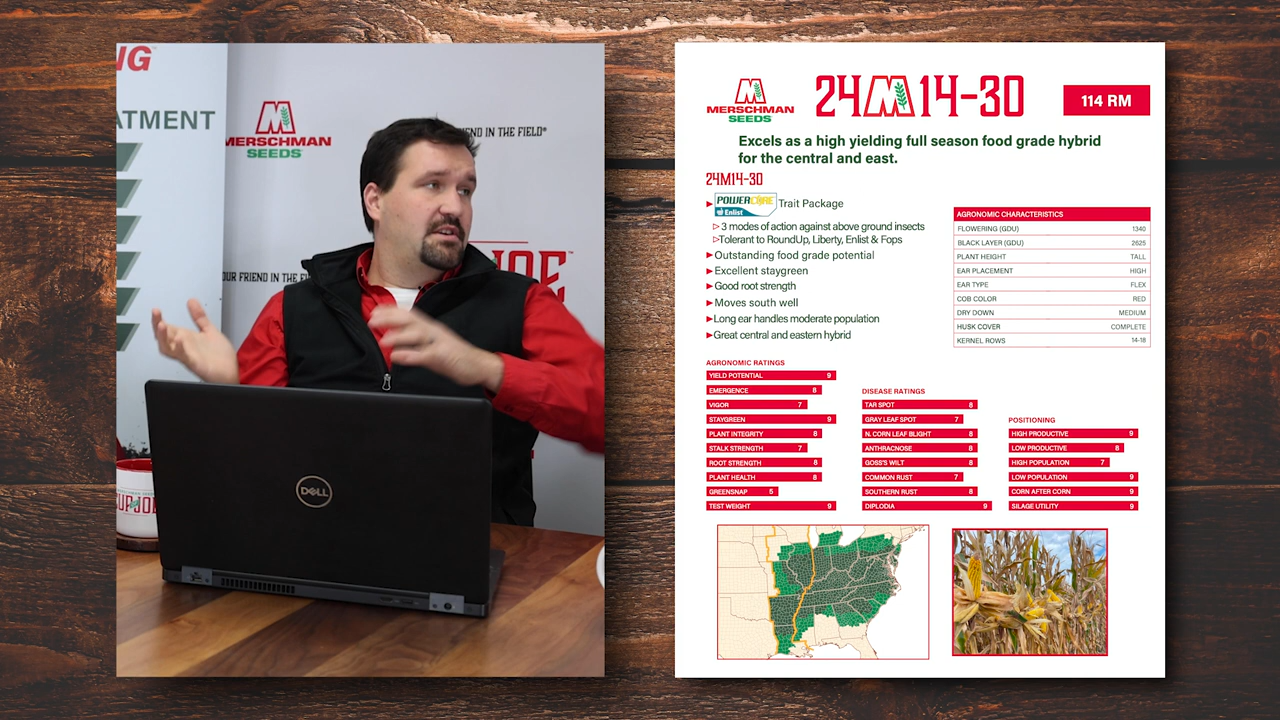 NG
ATMENT
MERSCHMAN
SEEDS
END IN THE FIELD®
OUR FRIEND IN THE FI
JOE™
DELL
MERSCHMAN
SEEDS
24M14-30
114 RM
Excels as a high yielding full season food grade hybrid
for the central and east.
24M14-30
POWERCORE
Enlist
Trait Package
3 modes of action against above ground insects
Tolerant to RoundUp, Liberty, Enlist & Fops
Outstanding food grade potential
Excellent staygreen
Good root strength
Moves south well
Long ear handles moderate population
Great central and eastern hybrid
AGRONOMIC CHARACTERISTICS
FLOWERING (GDU) 1340
BLACK LAYER (GDU) 2625
PLANT HEIGHT TALL
EAR PLACEMENT HIGH
EAR TYPE FLEX
COB COLOR RED
DRY DOWN MEDIUM
HUSK COVER COMPLETE
KERNEL ROWS 14-18
AGRONOMIC RATINGS
YIELD POTENTIAL 9
EMERGENCE 8
VIGOR 7
STAYGREEN 9
PLANT INTEGRITY 8
STALK STRENGTH 7
ROOT STRENGTH 8
PLANT HEALTH 8
GREENSNAP 5
TEST WEIGHT 9
DISEASE RATINGS
TAR SPOT 8
GRAY LEAF SPOT 7
N. CORN LEAF BLIGHT 8
ANTHRACNOSE 8
GOSS'S WILT 8
COMMON RUST 7
SOUTHERN RUST 8
DIPLODIA 9
POSITIONING
HIGH PRODUCTIVE 9
LOW PRODUCTIVE 8
HIGH POPULATION 7
LOW POPULATION 9
CORN AFTER CORN 9
SILAGE UTILITY 9